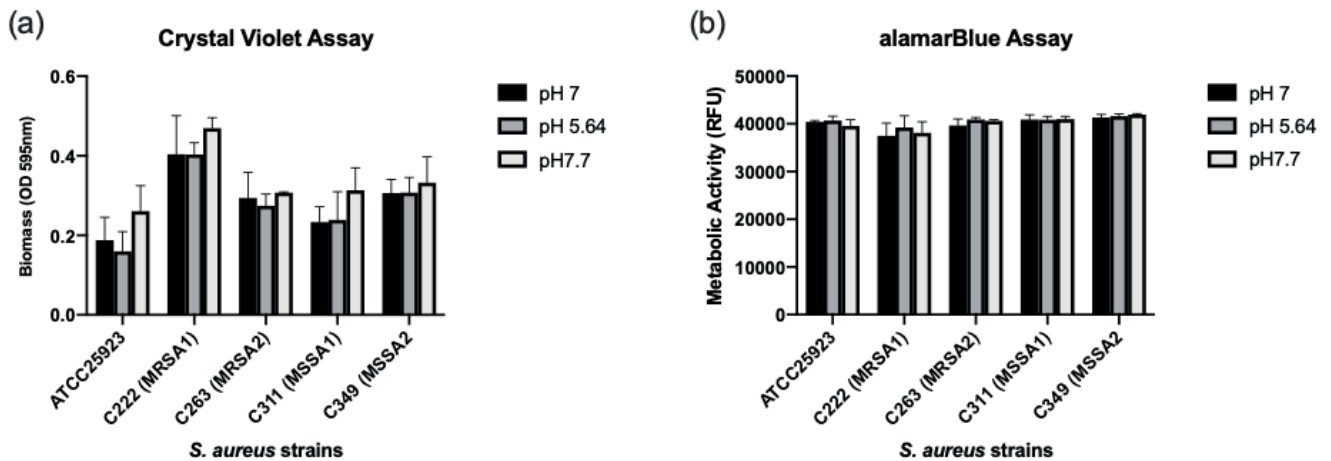 (a)
Crystal Violet Assay
Biomass (OD 595nm)
0.6
0.4
0.2
0.0
ATCC25923
C222 (MRSA1)
C263 (MRSA2)
C311 (MSSA1)
C349 (MSSA2
S. aureus strains
pH 7
pH 5.64
pH7.7
(b)
alamarBlue Assay
Metabolic Activity (RFU)
50000
40000
30000
20000
10000
0
ATCC25923
C222 (MRSA1)
C263 (MRSA2)
C311 (MSSA1)
C349 (MSSA2
S. aureus strains
pH 7
pH 5.64
pH7.7